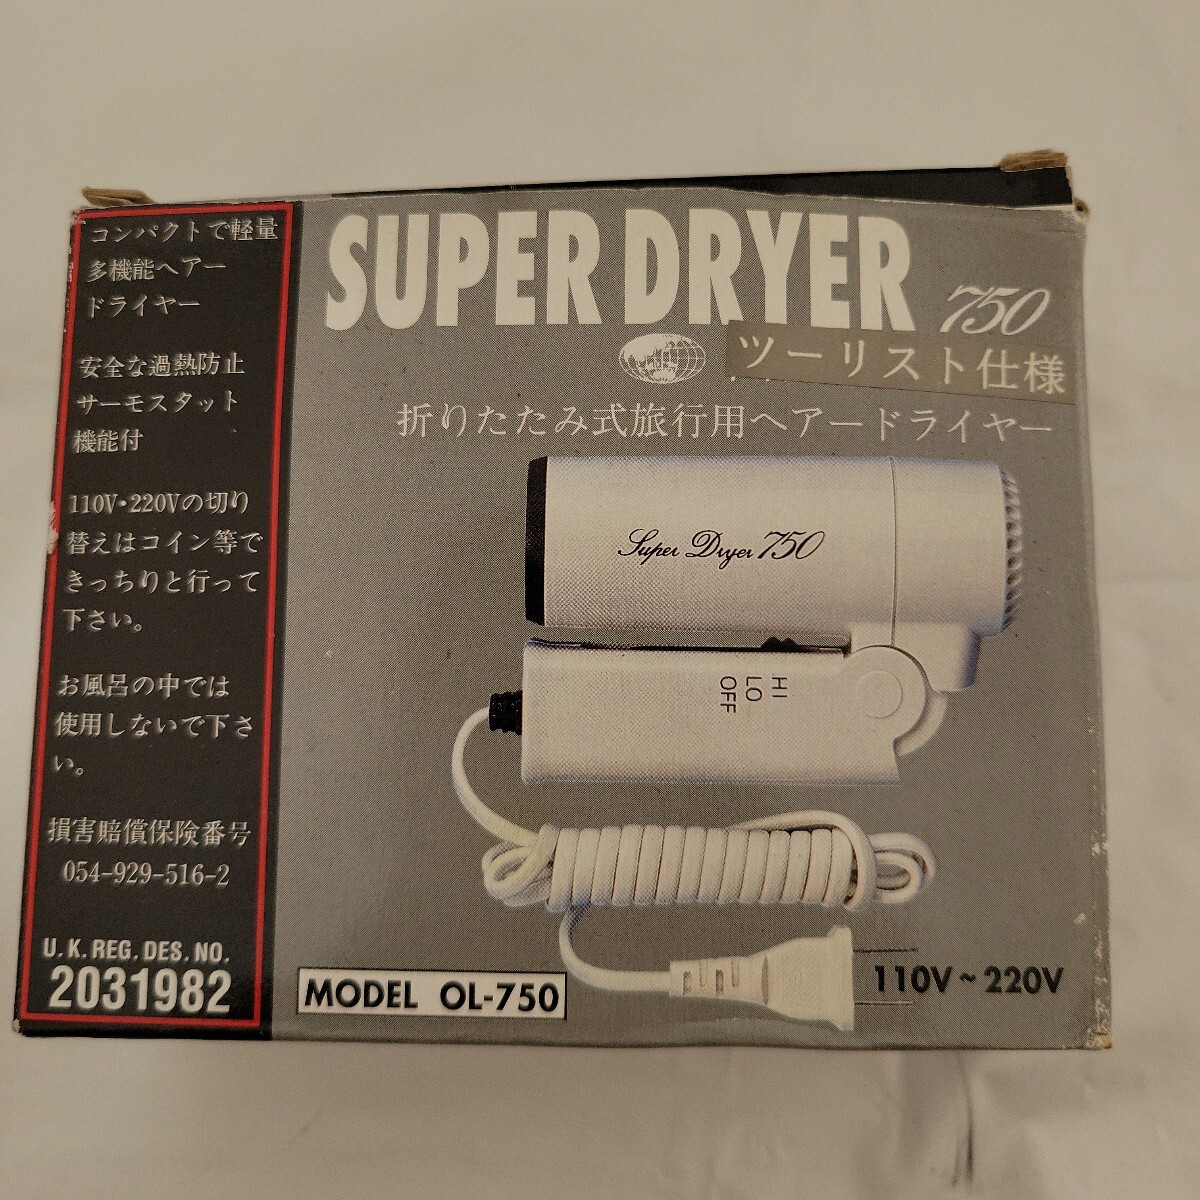 コンパクトで軽量
多機能ヘアー
ドライヤー
安全な過熱防止
サーモスタット
機能付
110V・220Vの切り
替えはコイン等で
きっちりと行って
下さい。
お風呂の中では
使用しないで下さ
い。
損害賠償保険番号
054-929-516-2
U.K.REG.DES.NO.
2031982
SUPER DRYER 750
ツーリスト仕様
折りたたみ式旅行用ヘアードライヤー
Super Dryer 750
HI
LO
OFF
MODEL OL-750
110V~220V